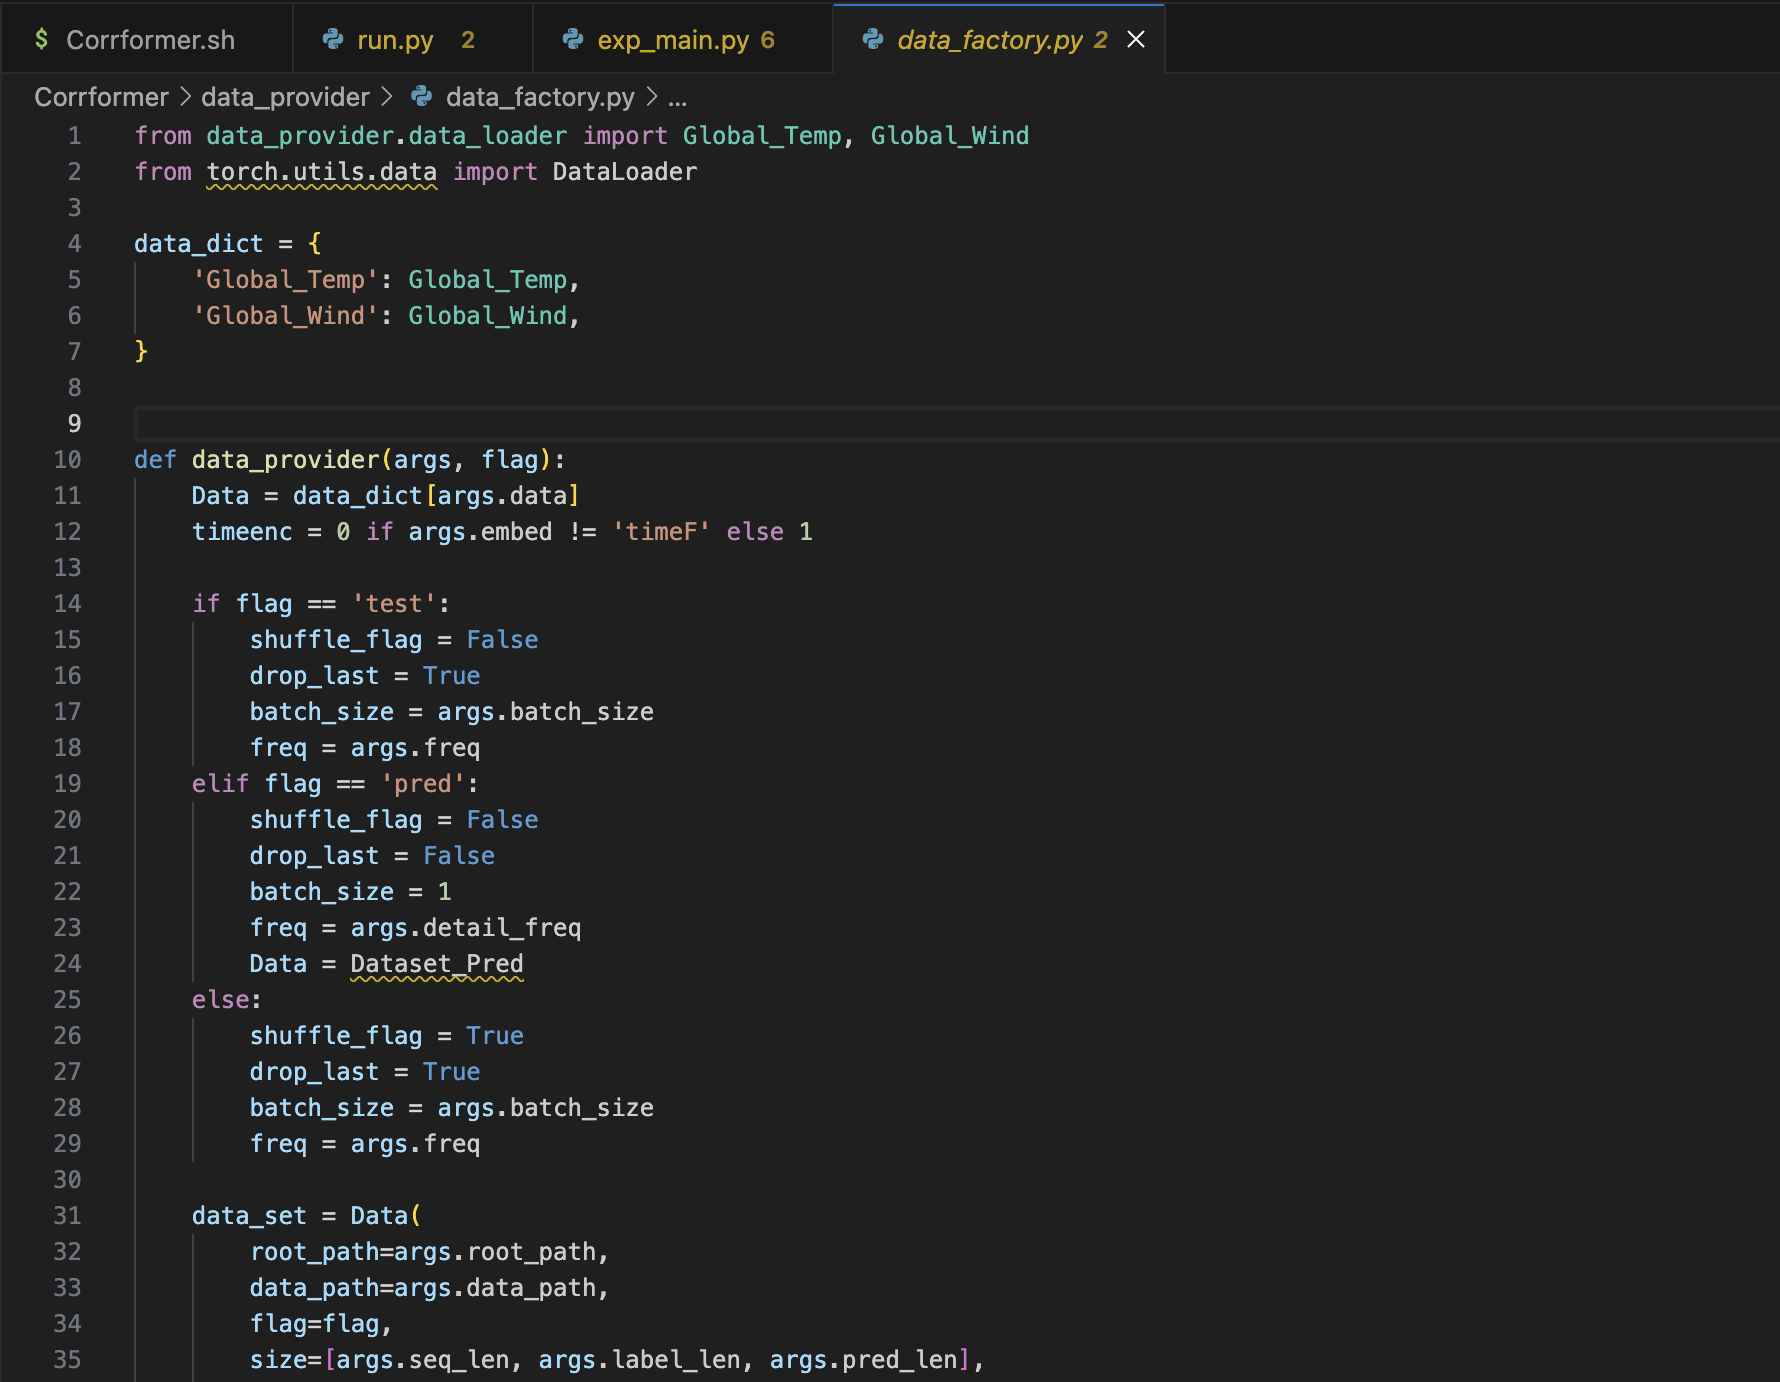 $ Corrformer.sh run.py 2 exp_main.py 6 data_factory.py 2
Corrformer > data_provider > data_factory.py > ...
1 from data_provider.data_loader import Global_Temp, Global_Wind
2 from torch.utils.data import DataLoader
3
4 data_dict = {
5     'Global_Temp': Global_Temp,
6     'Global_Wind': Global_Wind,
7 }
8
9
10 def data_provider(args, flag):
11     Data = data_dict[args.data]
12     timeenc = 0 if args.embed != 'timeF' else 1
13
14     if flag == 'test':
15         shuffle_flag = False
16         drop_last = True
17         batch_size = args.batch_size
18         freq = args.freq
19     elif flag == 'pred':
20         shuffle_flag = False
21         drop_last = False
22         batch_size = 1
23         freq = args.detail_freq
24         Data = Dataset_Pred
25     else:
26         shuffle_flag = True
27         drop_last = True
28         batch_size = args.batch_size
29         freq = args.freq
30
31     data_set = Data(
32         root_path=args.root_path,
33         data_path=args.data_path,
34         flag=flag,
35         size=[args.seq_len, args.label_len, args.pred_len],